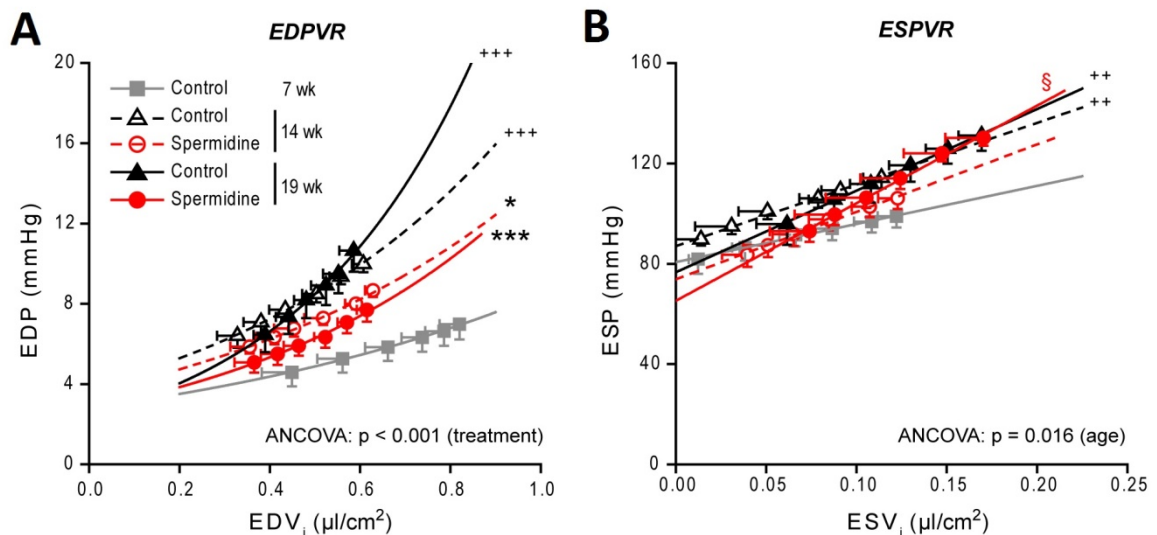 A
EDPVR
EDP (mmHg)
20
16
12
8
4
0
Control 7 wk
Control
Spermidine
14 wk
Control
Spermidine
19 wk
+++
+++
*
***
ANCOVA: p < 0.001 (treatment)
0.0 0.2 0.4 0.6 0.8 1.0
EDVi (µl/cm²)
B
ESPVR
ESP (mmHg)
160
120
80
40
0
§
++
++
ANCOVA: p = 0.016 (age)
0.00 0.05 0.10 0.15 0.20 0.25
ESVi (µl/cm²)